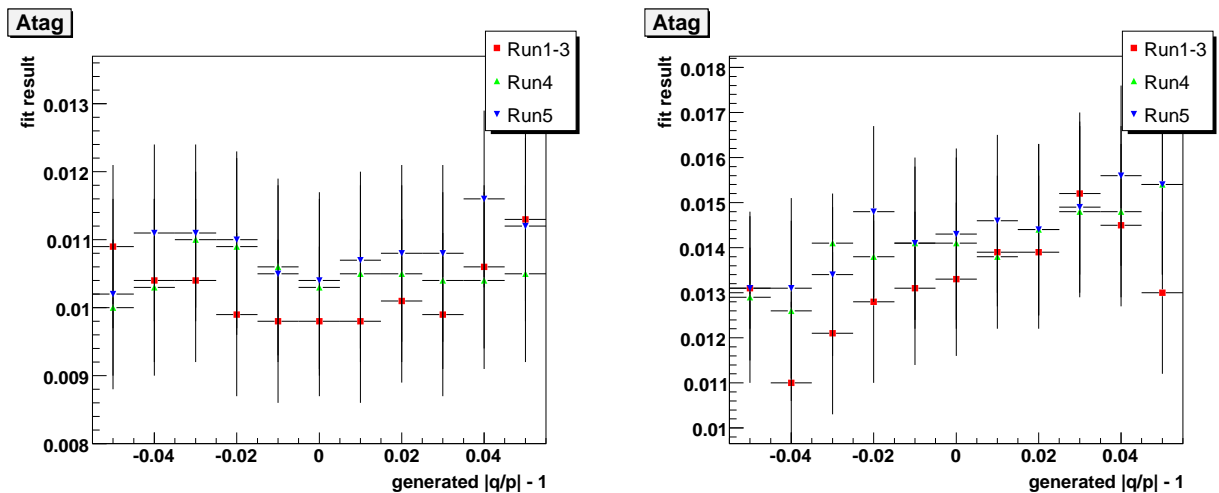 Atag
fit result
Run1-3
Run4
Run5
0.013
0.012
0.011
0.01
0.009
0.008
-0.04 -0.02 0 0.02 0.04
generated |q/p| - 1
Atag
fit result
Run1-3
Run4
Run5
0.018
0.017
0.016
0.015
0.014
0.013
0.012
0.011
0.01
-0.04 -0.02 0 0.02 0.04
generated |q/p| - 1